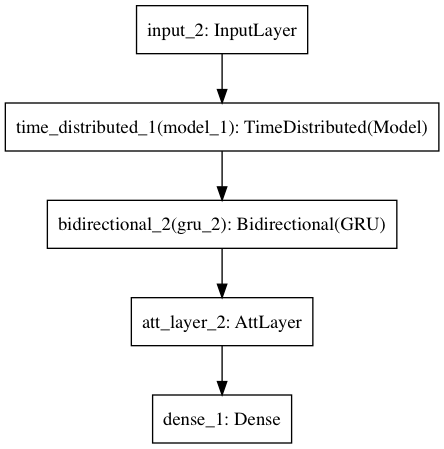 input_2: InputLayer
time_distributed_1(model_1): TimeDistributed(Model)
bidirectional_2(gru_2): Bidirectional(GRU)
att_layer_2: AttLayer
dense_1: Dense